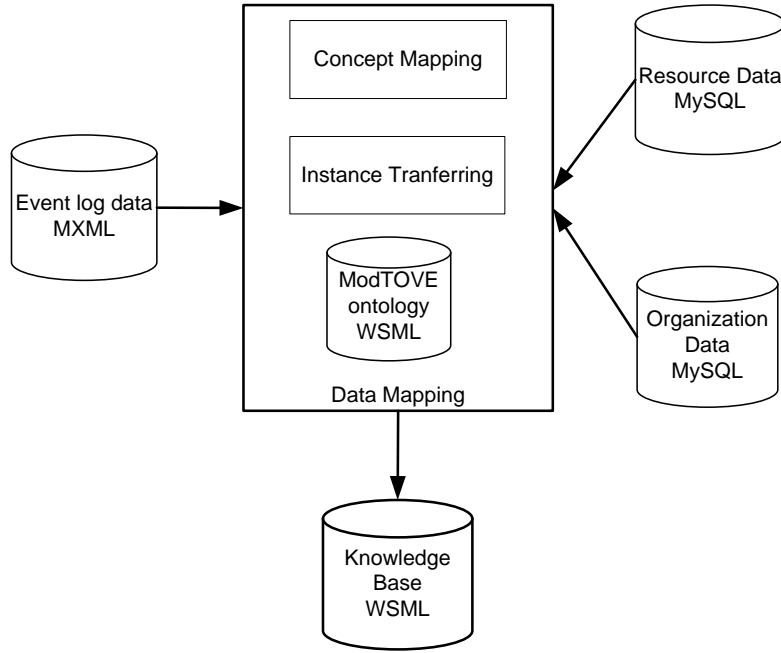 Concept Mapping
Instance Tranferring
ModTOVE
ontology
WSML
Data Mapping
Event log data
MXML
Resource Data
MySQL
Organization
Data
MySQL
Knowledge
Base
WSML